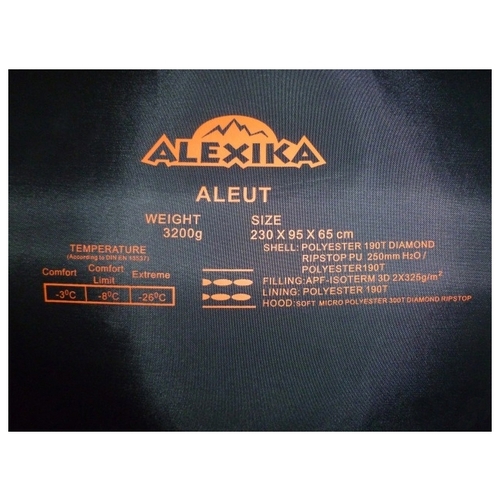 ALEXIKA
ALEUT
WEIGHT
3200g
SIZE
230 X 95 X 65 cm
TEMPERATURE
(According to DIN EN 13537)
Comfort
Comfort Limit
Extreme
-3°C
-8°C
-26°C
SHELL: POLYESTER 190T DIAMOND
RIPSTOP PU 250mm H₂O /
POLYESTER190T
FILLING:APF-ISOTERM 3D 2X325g/m²
LINING: POLYESTER 190T
HOOD:SOFT MICRO POLYESTER 300T DIAMOND RIPSTOP